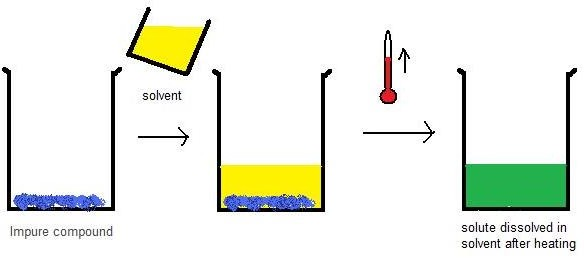 solvent
Impure compound
solute dissolved in
solvent after heating